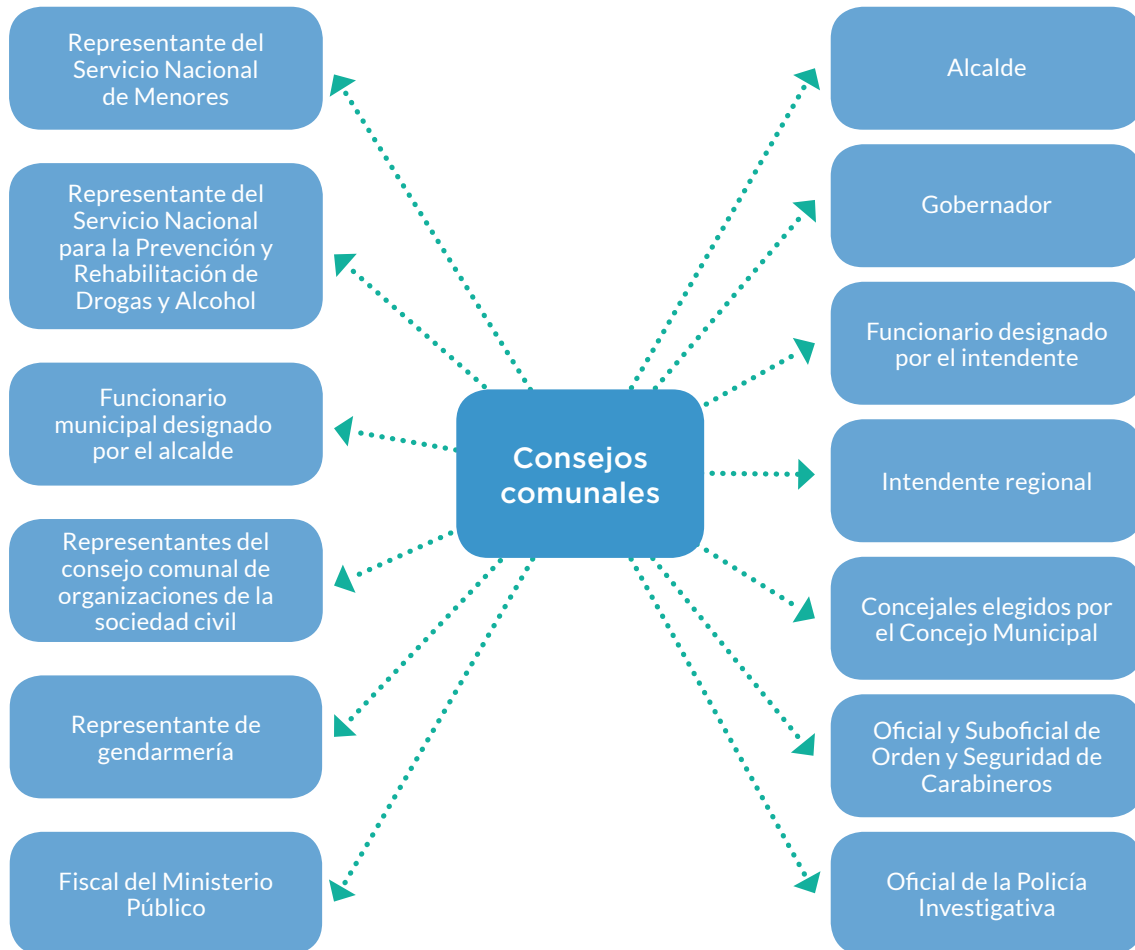 Representante del
Servicio Nacional
de Menores
Representante del
Servicio Nacional
para la Prevención y
Rehabilitación de
Drogas y Alcohol
Funcionario
municipal designado
por el alcalde
Representantes del
consejo comunal de
organizaciones de la
sociedad civil
Representante de
gendarmería
Fiscal del Ministerio
Público
Consejos
comunales
Alcalde
Gobernador
Funcionario designado
por el intendente
Intendente regional
Concejales elegidos por
el Concejo Municipal
Oficial y Suboficial de
Orden y Seguridad de
Carabineros
Oficial de la Policía
Investigativa